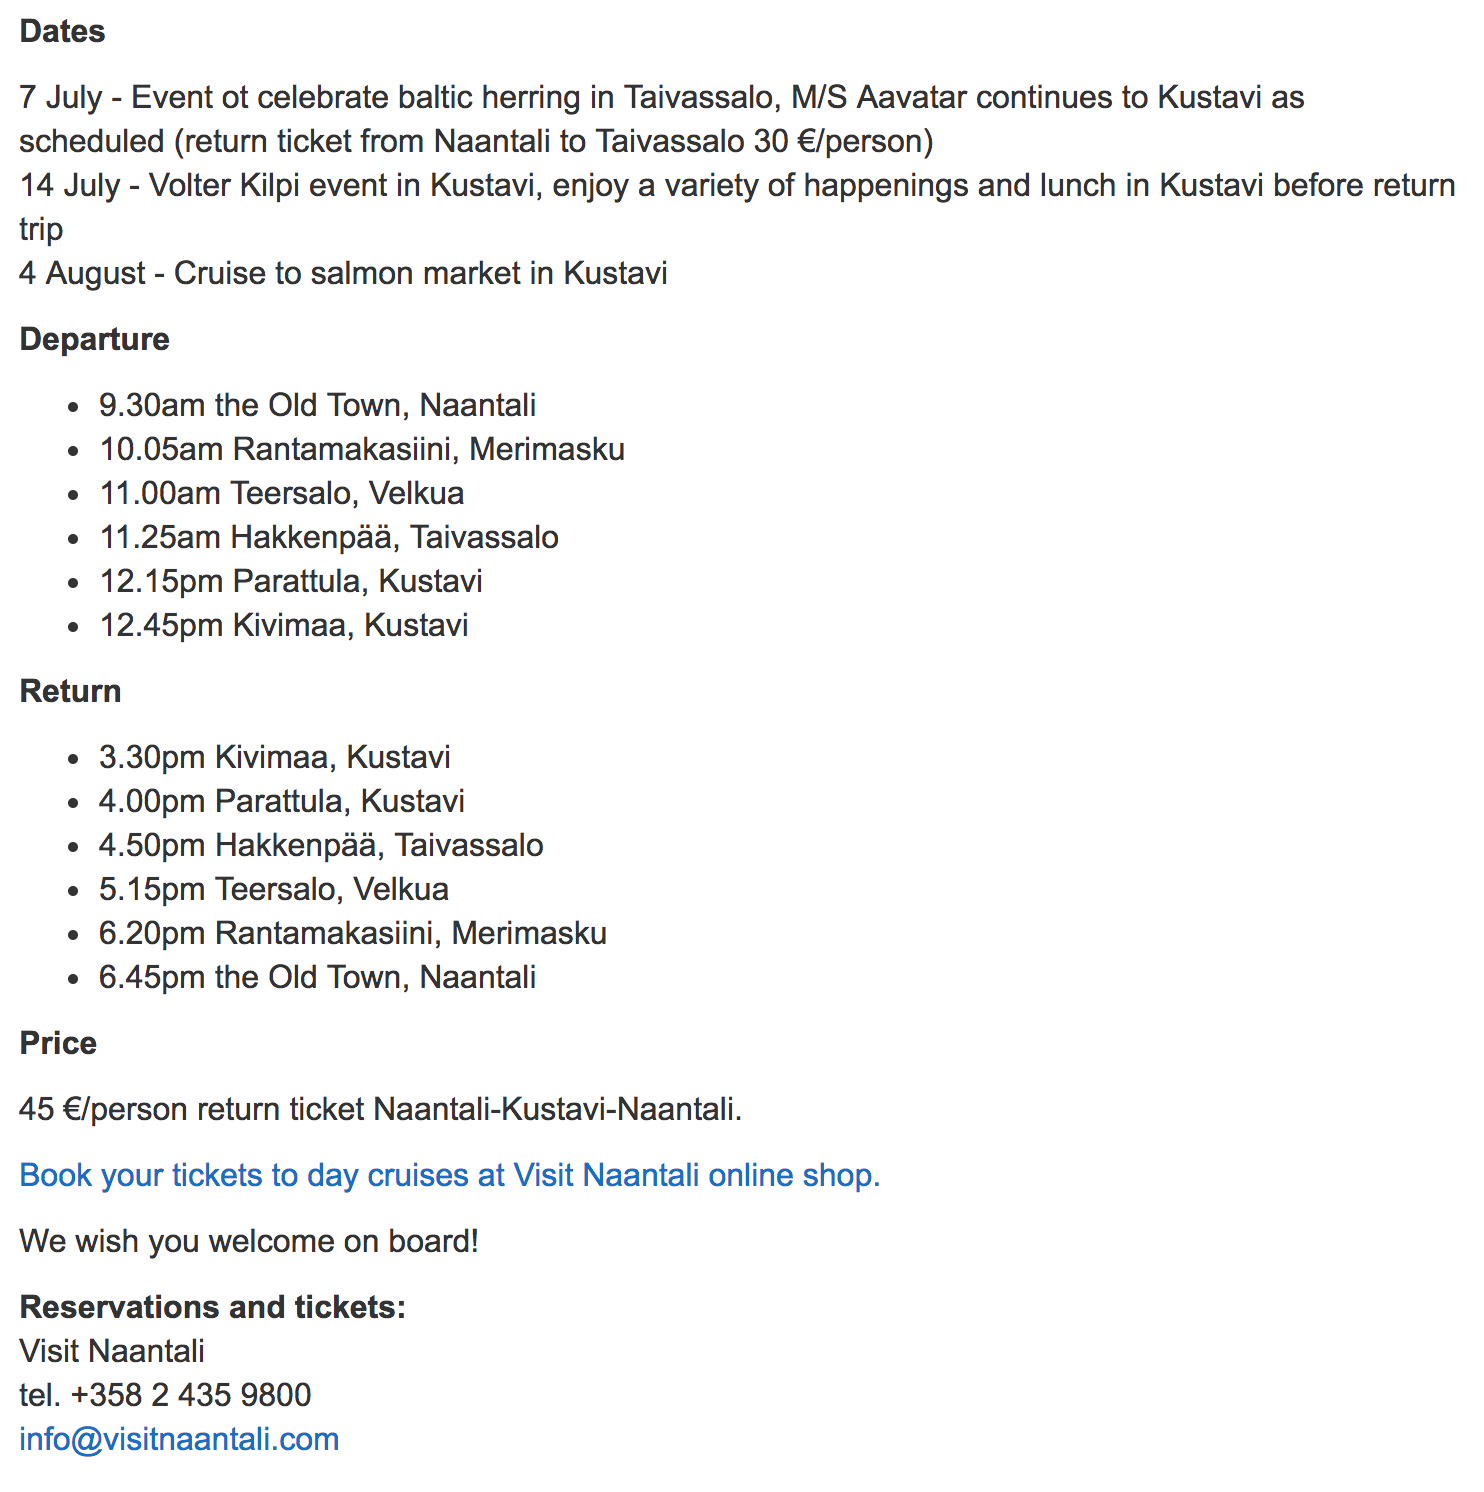 Dates
7 July - Event ot celebrate baltic herring in Taivassalo, M/S Aavatar continues to Kustavi as
scheduled (return ticket from Naantali to Taivassalo 30 €/person)
14 July - Volter Kilpi event in Kustavi, enjoy a variety of happenings and lunch in Kustavi before return
trip
4 August - Cruise to salmon market in Kustavi
Departure
• 9.30am the Old Town, Naantali
• 10.05am Rantamakasiini, Merimasku
• 11.00am Teersalo, Velkua
• 11.25am Hakkenpää, Taivassalo
• 12.15pm Parattula, Kustavi
• 12.45pm Kivimaa, Kustavi
Return
• 3.30pm Kivimaa, Kustavi
• 4.00pm Parattula, Kustavi
• 4.50pm Hakkenpää, Taivassalo
• 5.15pm Teersalo, Velkua
• 6.20pm Rantamakasiini, Merimasku
• 6.45pm the Old Town, Naantali
Price
45 €/person return ticket Naantali-Kustavi-Naantali.
Book your tickets to day cruises at Visit Naantali online shop.
We wish you welcome on board!
Reservations and tickets:
Visit Naantali
tel. +358 2 435 9800
info@visitnaantali.com